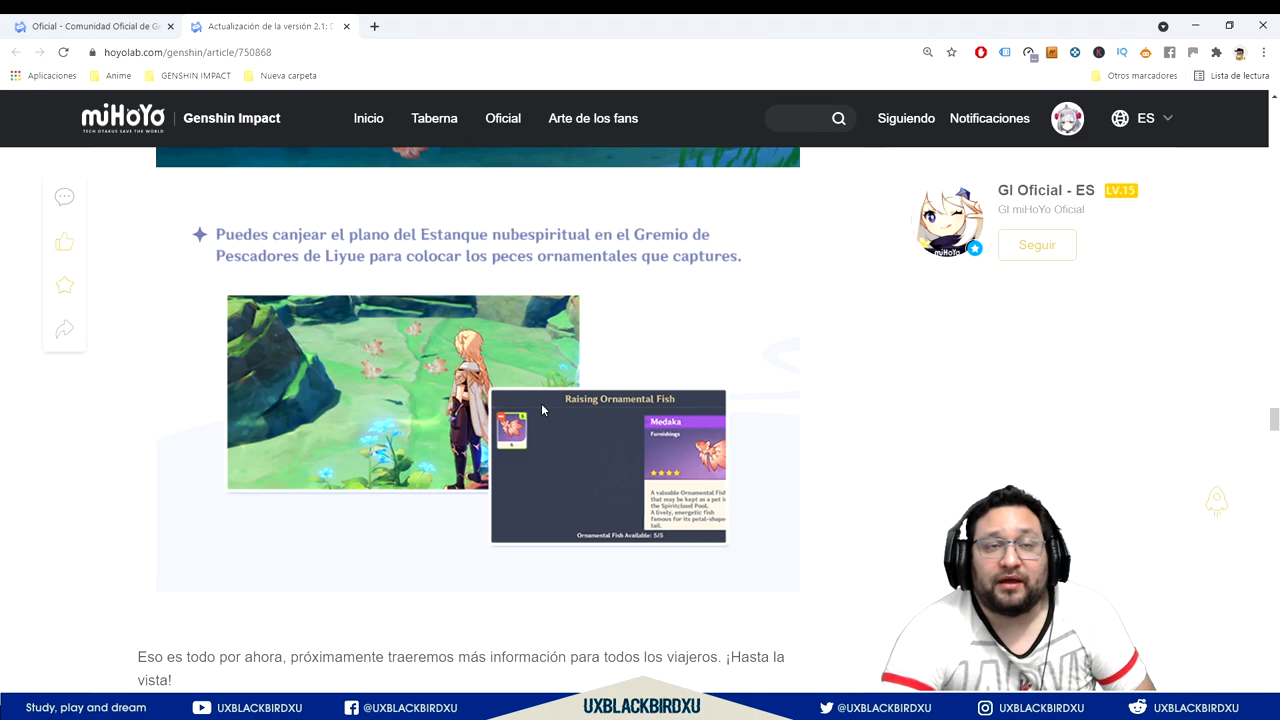 Oficial - Comunidad Oficial de G
Actualización de la versión 2.1:
hoyolab.com/genshin/article/750868
Aplicaciones
Anime
GENSHIN IMPACT
Nueva carpeta
Otros marcadores
Lista de lectura
miHoYo
TECH OTAKUS SAVE THE WORLD
Genshin Impact
Inicio
Taberna
Oficial
Arte de los fans
Siguiendo
Notificaciones
ES
GI Oficial - ES
LV.15
GI miHoYo Oficial
miHoYo
Seguir
Puedes canjear el plano del Estanque nubespiritual en el Gremio de
Pescadores de Liyue para colocar los peces ornamentales que captures.
Raising Ornamental Fish
Medaka
Furnishings
A valuable Ornamental Fish
that may be kept as a pet in
the Spiritclood Pool.
A lively, energetic fish
famous for its petal-shape
tail.
Ornamental Fish Available: 5/5
Eso es todo por ahora, próximamente traeremos más información para todos los viajeros. ¡Hasta la
vista!
Study, play and dream
UXBLACKBIRDXU
@UXBLACKBIRDXU
UXBLACKBIRDXU
@UXBLACKBIRDXU
UXBLACKBIRDXU
UXBLACKBIRDXU